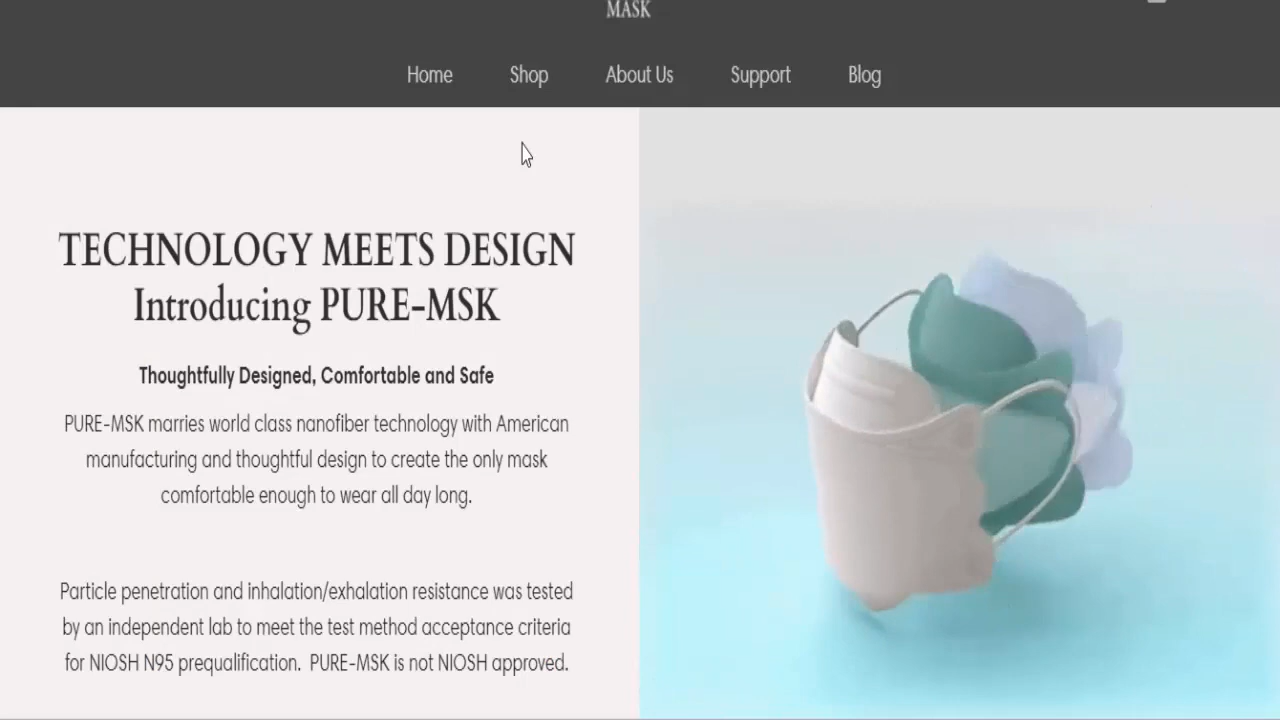 MASK
Home Shop About Us Support Blog
TECHNOLOGY MEETS DESIGN
Introducing PURE-MSK
Thoughtfully Designed, Comfortable and Safe
PURE-MSK marries world class nanofiber technology with American
manufacturing and thoughtful design to create the only mask
comfortable enough to wear all day long.
Particle penetration and inhalation/exhalation resistance was tested
by an independent lab to meet the test method acceptance criteria
for NIOSH N95 prequalification. PURE-MSK is not NIOSH approved.